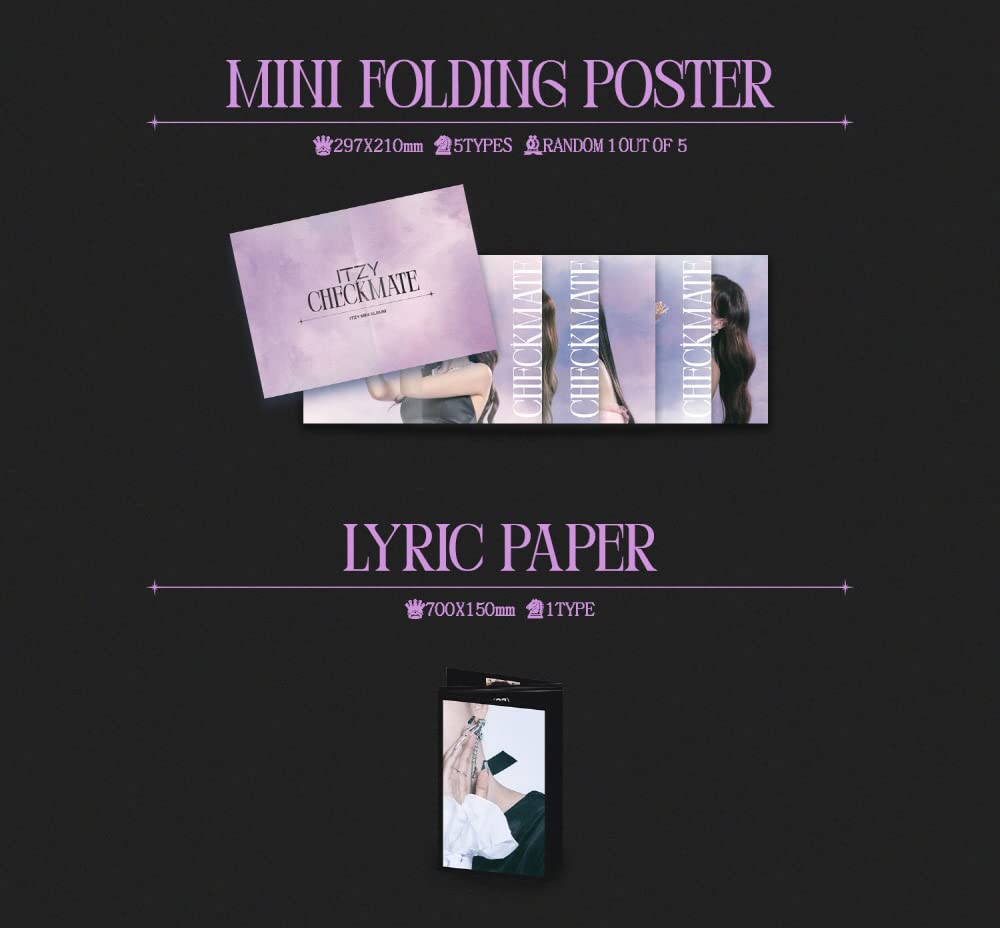 MINI FOLDING POSTER
297X210mm 5TYPES RANDOM 1 OUT OF 5
ITZY
CHECKMATE
ITZY MINI ALBUM
CHECKMATE
CHECKMATE
CHECKMATE
LYRIC PAPER
700X150mm 1TYPE